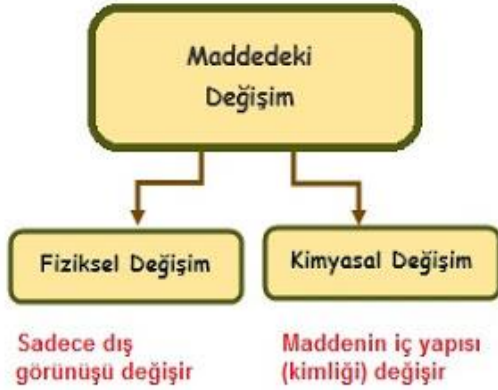 Maddedeki
Değişim
Fiziksel Değişim
Kimyasal Değişim
Sadece dış
görünüşü değişir
Maddenin iç yapısı
(kimliği) değişir